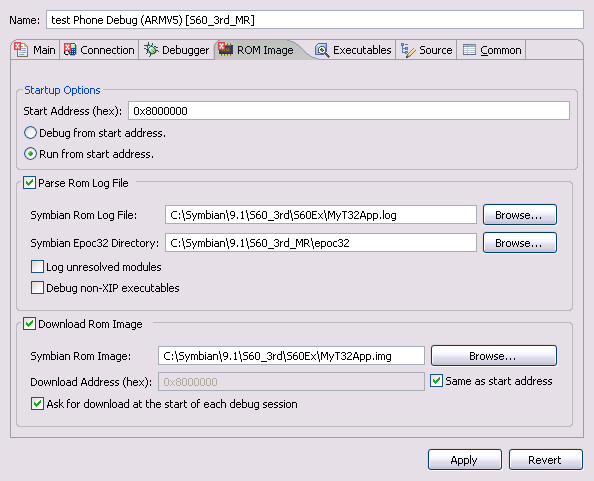 Name: test Phone Debug (ARMV5) [S60_3rd_MR]
Main Connection Debugger ROM Image Executables Source Common
Startup Options
Start Address (hex): 0x8000000
Debug from start address.
Run from start address.
Parse Rom Log File
Symbian Rom Log File: C:\Symbian\9.1\S60_3rd\S60Ex\MyT32App.log Browse...
Symbian Epoc32 Directory: C:\Symbian\9.1\S60_3rd_MR\epoc32 Browse...
Log unresolved modules
Debug non-XIP executables
Download Rom Image
Symbian Rom Image: C:\Symbian\9.1\S60_3rd\S60Ex\MyT32App.img Browse...
Download Address (hex): 0x8000000 Same as start address
Ask for download at the start of each debug session
Apply Revert